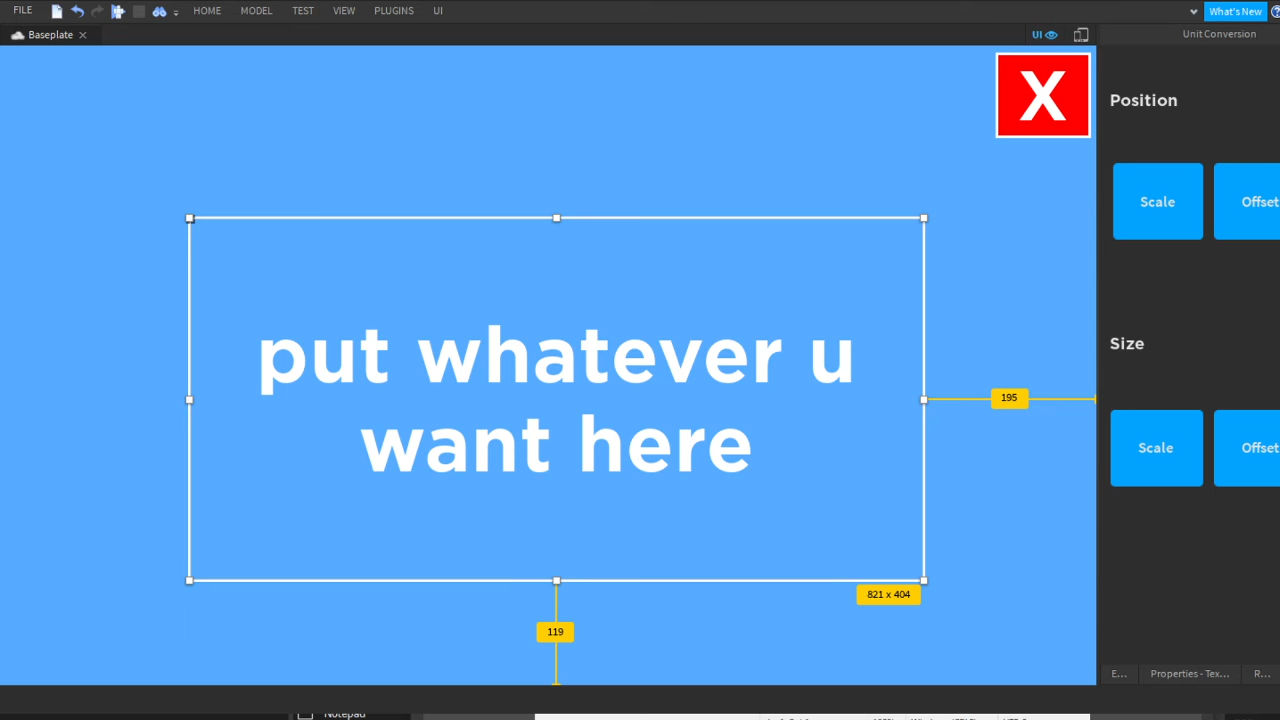 FILE HOME MODEL TEST VIEW PLUGINS UI What's New ?
Baseplate UI Unit Conversion
X
Position
Scale Offset
put whatever u
want here
Size
195
Scale Offset
821 x 404
119
E... Properties - Tex... R...
Notepad